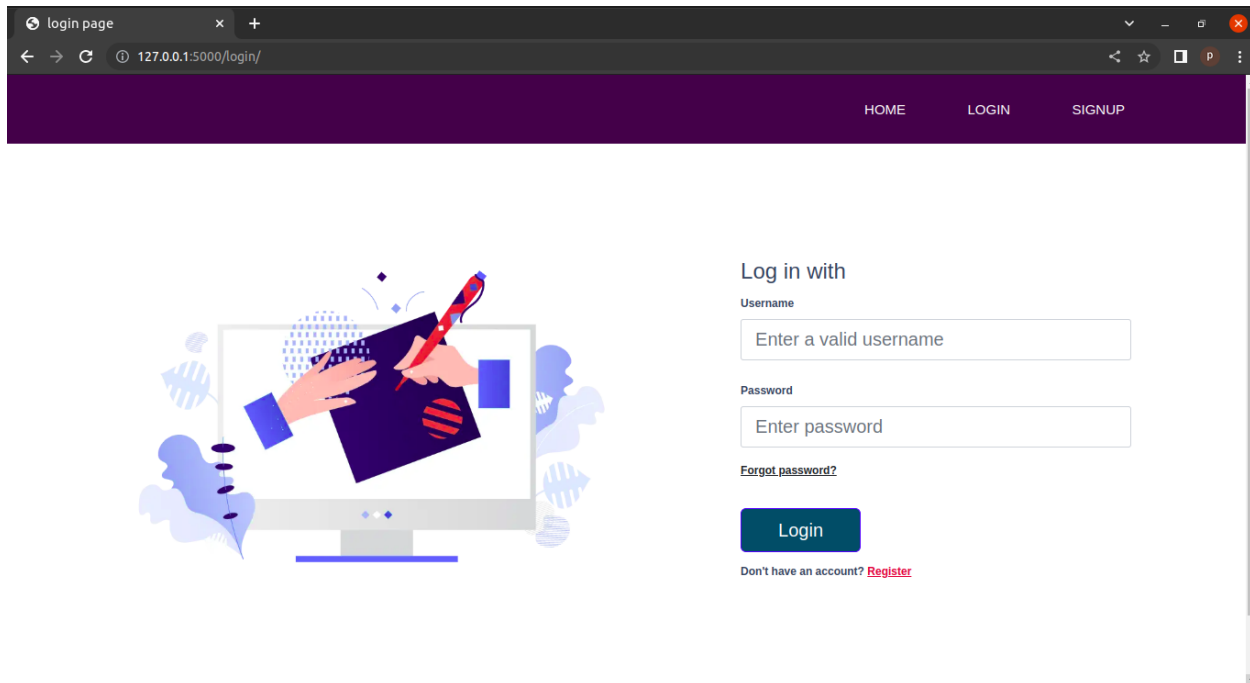 login page
127.0.0.1:5000/login/
P
HOME LOGIN SIGNUP
Log in with
Username
Enter a valid username
Password
Enter password
Forgot password?
Login
Don't have an account? Register